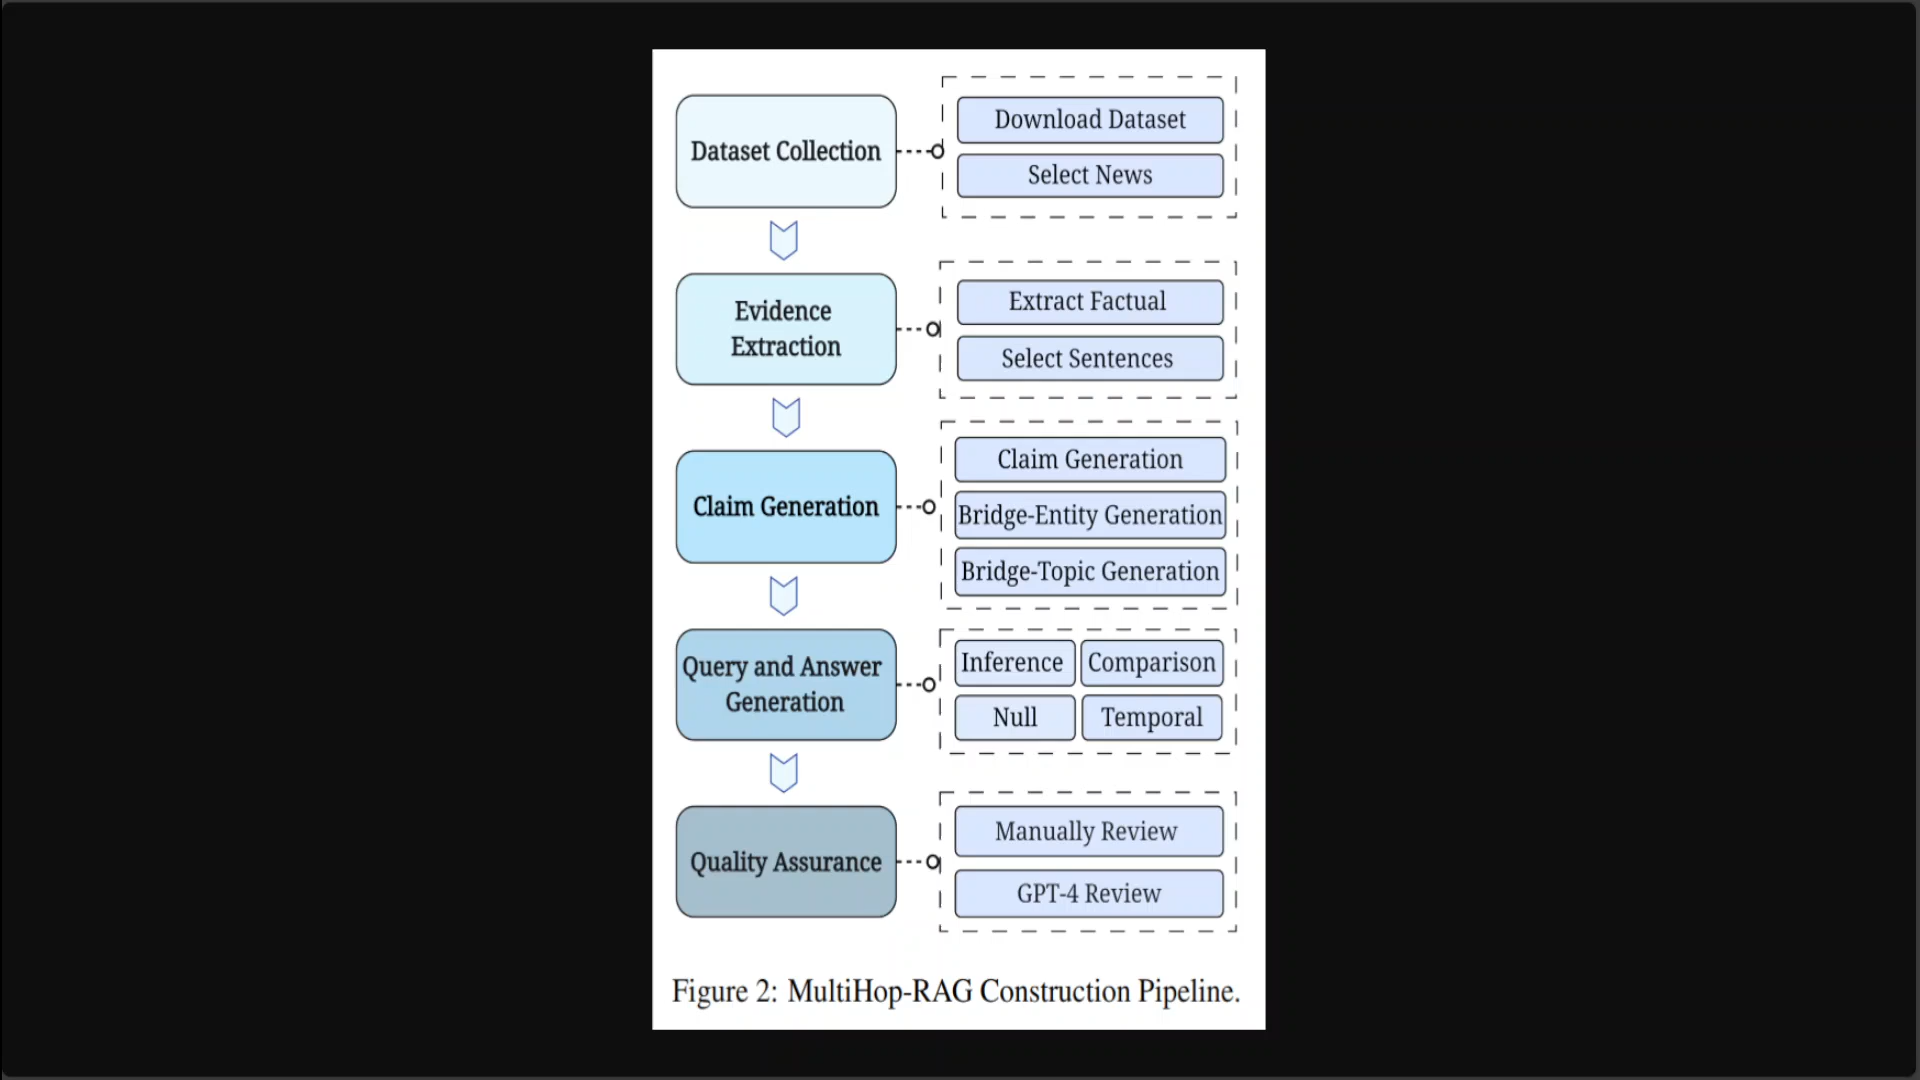 Dataset Collection
Download Dataset
Select News
Evidence
Extraction
Extract Factual
Select Sentences
Claim Generation
Claim Generation
Bridge-Entity Generation
Bridge-Topic Generation
Query and Answer
Generation
Inference
Comparison
Null
Temporal
Quality Assurance
Manually Review
GPT-4 Review
Figure 2: MultiHop-RAG Construction Pipeline.